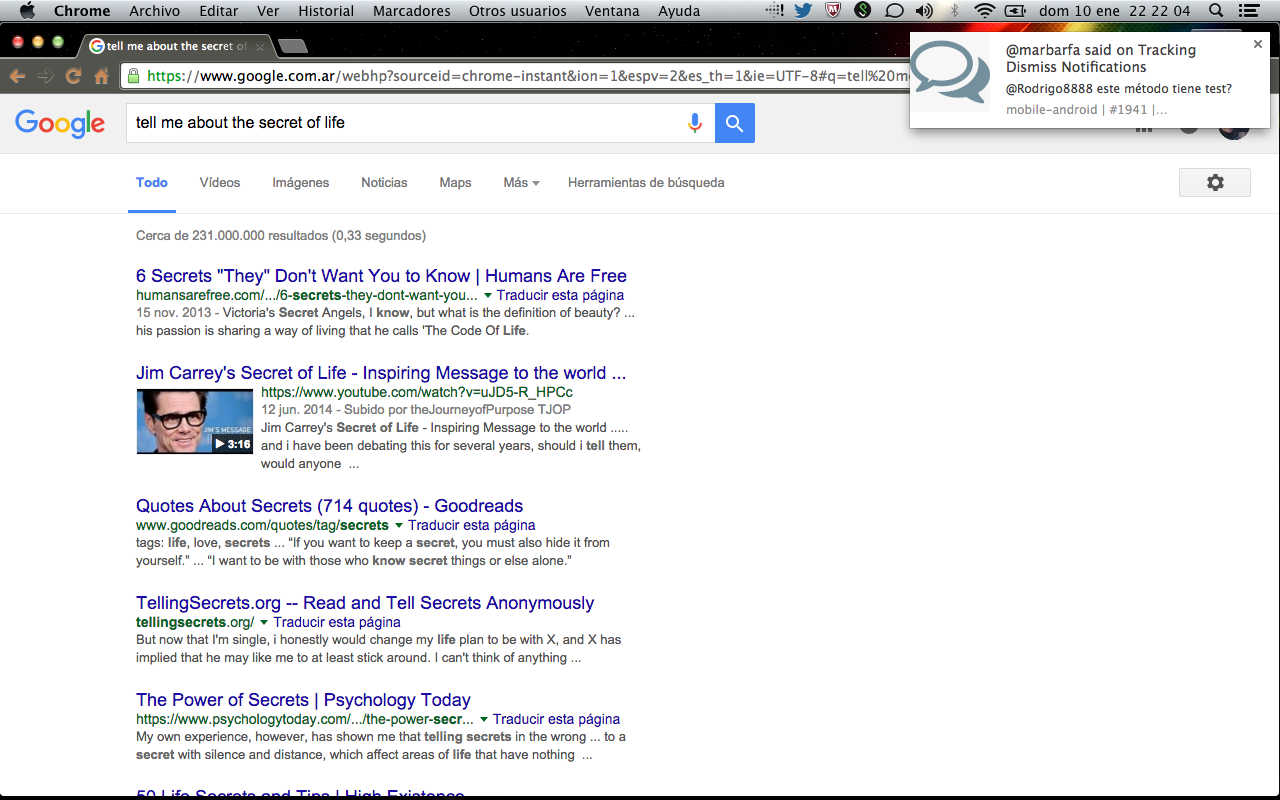 Chrome Archivo Editar Ver Historial Marcadores Otros usuarios Ventana Ayuda dom 10 ene 22 22 04
tell me about the secret of
https://www.google.com.ar/webhp?sourceid=chrome-instant&ion=1&espv=2&es_th=1&ie=UTF-8#q=tell%20m
@marbarfa said on Tracking
Dismiss Notifications
@Rodrigo8888 este método tiene test?
mobile-android | #1941 |...
Google
tell me about the secret of life
Todo Vídeos Imágenes Noticias Maps Más Herramientas de búsqueda
Cerca de 231.000.000 resultados (0,33 segundos)
6 Secrets "They" Don't Want You to Know | Humans Are Free
humansarefree.com/.../6-secrets-they-dont-want-you... Traducir esta página
15 nov. 2013 - Victoria's Secret Angels, I know, but what is the definition of beauty? ...
his passion is sharing a way of living that he calls 'The Code Of Life.
Jim Carrey's Secret of Life - Inspiring Message to the world ...
https://www.youtube.com/watch?v=uJD5-R_HPCc
12 jun. 2014 - Subido por theJourneyofPurpose TJOP
Jim Carrey's Secret of Life - Inspiring Message to the world .....
and i have been debating this for several years, should i tell them,
would anyone ...
JIM'S MESSAGE
3:16
Quotes About Secrets (714 quotes) - Goodreads
www.goodreads.com/quotes/tag/secrets Traducir esta página
tags: life, love, secrets ... “If you want to keep a secret, you must also hide it from
yourself.” ... “I want to be with those who know secret things or else alone.”
TellingSecrets.org -- Read and Tell Secrets Anonymously
tellingsecrets.org/ Traducir esta página
But now that I'm single, i honestly would change my life plan to be with X, and X has
implied that he may like me to at least stick around. I can't think of anything ...
The Power of Secrets | Psychology Today
https://www.psychologytoday.com/.../the-power-secr... Traducir esta página
My own experience, however, has shown me that telling secrets in the wrong ... to a
secret with silence and distance, which affect areas of life that have nothing ...
50 Life Secrets and Tips | High Existence